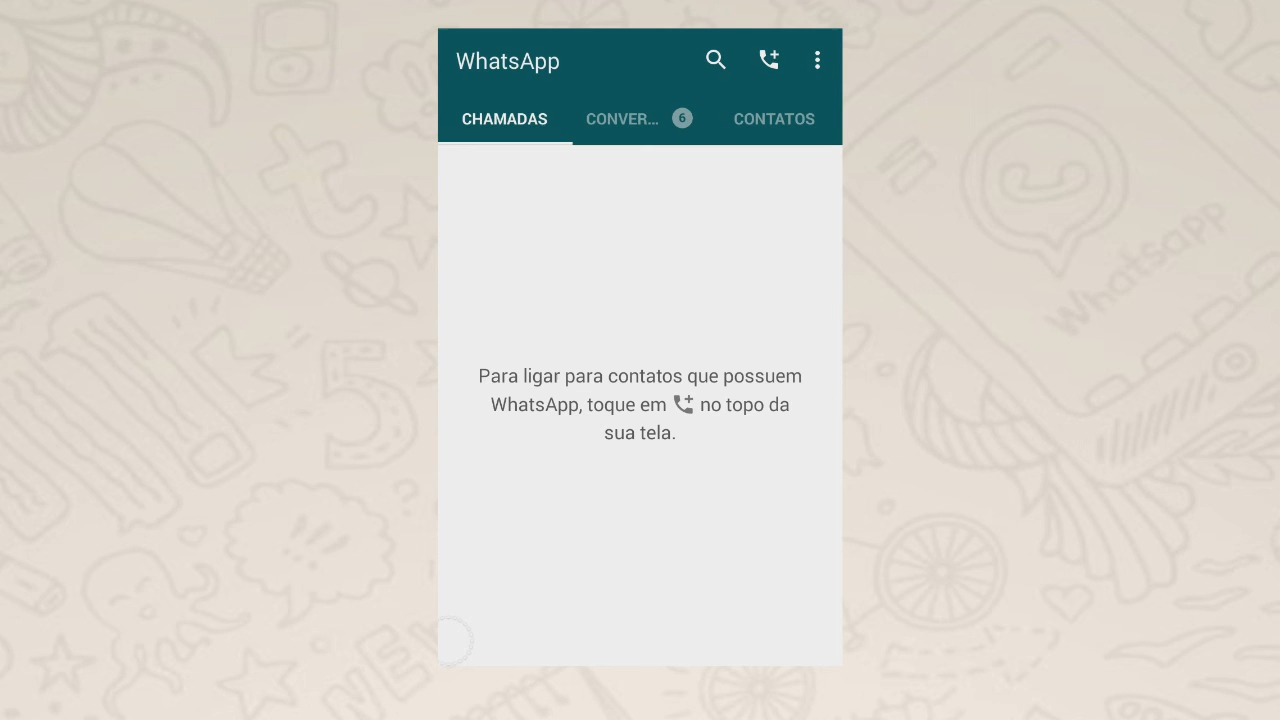 WhatsApp
CHAMADAS CONVER... 6 CONTATOS
Para ligar para contatos que possuem
WhatsApp, toque em no topo da
sua tela.
Whatsapp